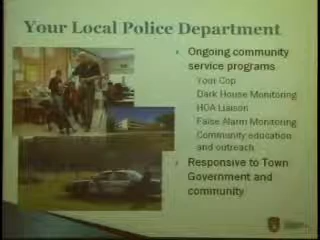 Your Local Police Department
Ongoing community
service programs
Your Cop
Dark House Monitoring
HOA Liaison
False Alarm Monitoring
Community education
and outreach
Responsive to Town
Government and
community